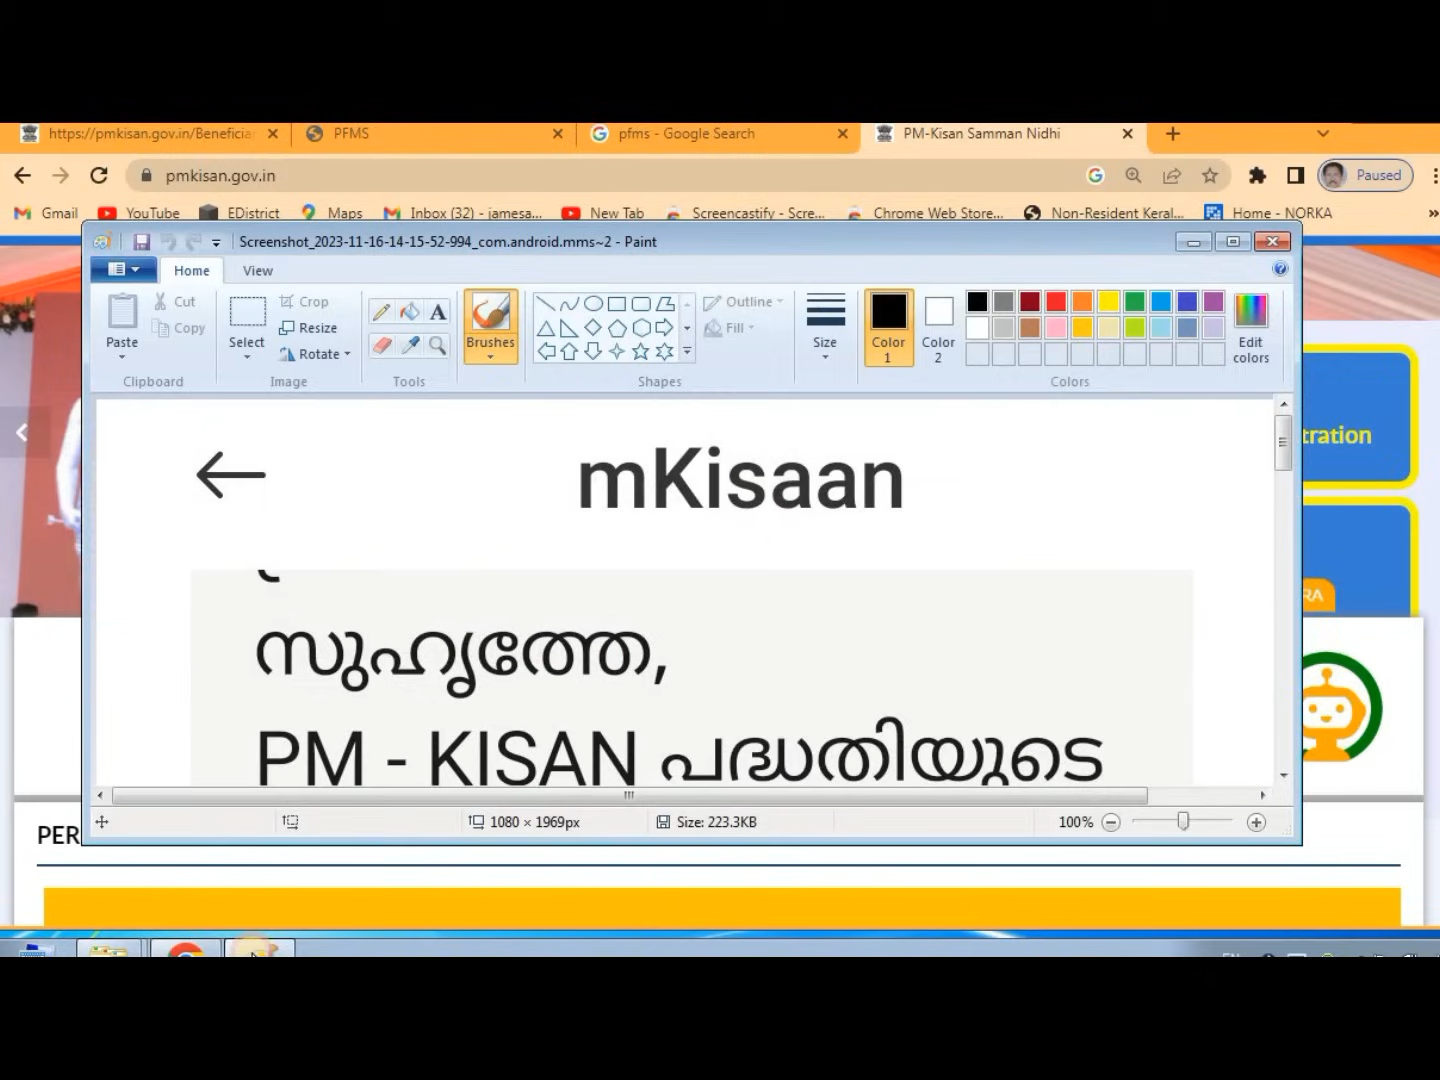 https://pmkisan.gov.in/Beneficia
PFMS
pfms - Google Search
PM-Kisan Samman Nidhi
pmkisan.gov.in
Paused
Gmail
YouTube
EDistrict
Maps
Inbox (32) - jamesa...
New Tab
Screencastify - Scre...
Chrome Web Store...
Non-Resident Keral...
Home - NORKA
Screenshot_2023-11-16-14-15-52-994_com.android.mms~2 - Paint
Home
View
Paste
Cut
Copy
Clipboard
Select
Crop
Resize
Rotate
Image
A
Tools
Brushes
Outline
Fill
Shapes
Size
Color
1
Color
2
Edit
colors
Colors
mKisaan
സുഹൃത്തേ,
PM - KISAN പദ്ധതിയുടെ
1080 × 1969px
Size: 223.3KB
100%
tration
RA
PER
EN